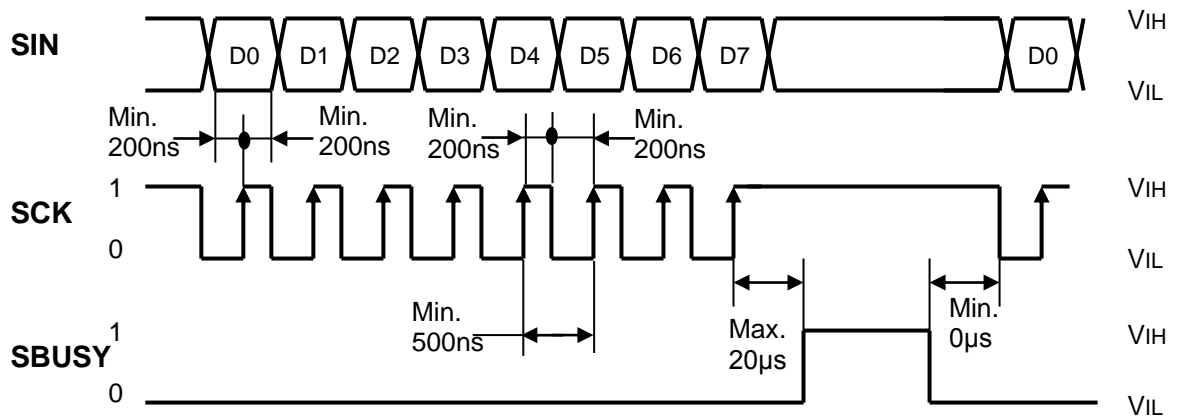 VIH
SIN
D0 D1 D2 D3 D4 D5 D6 D7 D0
VIL
Min.
200ns
Min.
200ns
Min.
200ns
Min.
200ns
1
VIH
SCK
0
VIL
Min.
500ns
Max.
20µs
Min.
0µs
1
VIH
SBUSY
0
VIL